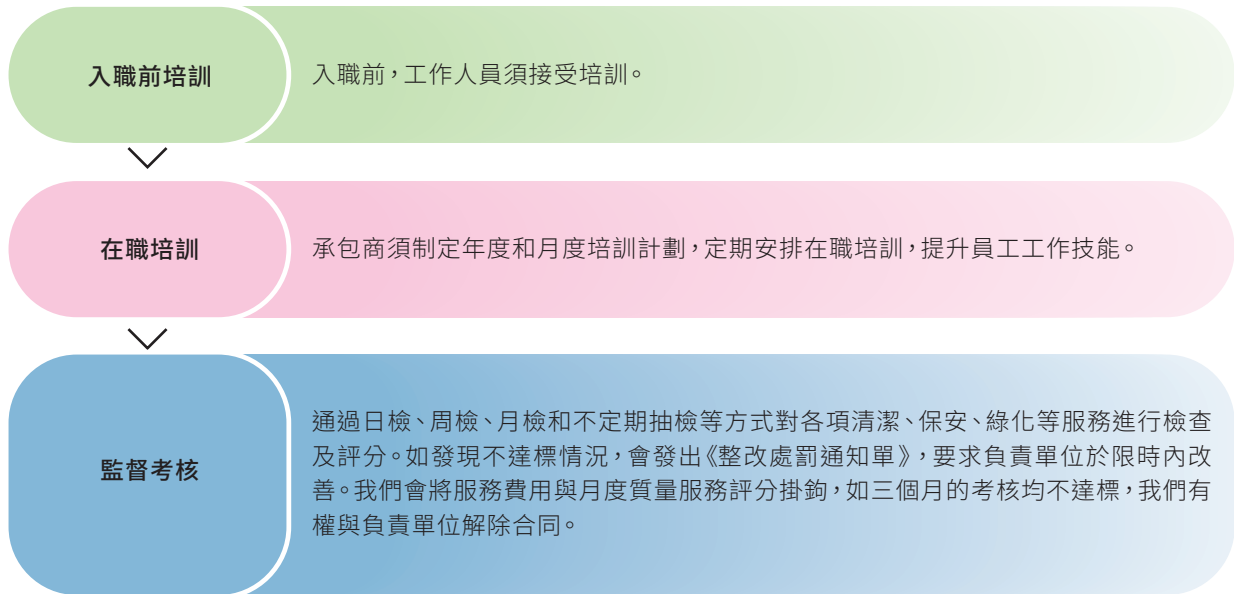 入職前培訓
入職前，工作人員須接受培訓。
在職培訓
承包商須制定年度和月度培訓計劃，定期安排在職培訓，提升員工工作技能。
監督考核
通過日檢、周檢、月檢和不定期抽檢等方式對各項清潔、保安、綠化等服務進行檢查
及評分。如發現不達標情況，會發出《整改處罰通知單》，要求負責單位於限時內改
善。我們會將服務費用與月度質量服務評分掛鈎，如三個月的考核均不達標，我們有
權與負責單位解除合同。